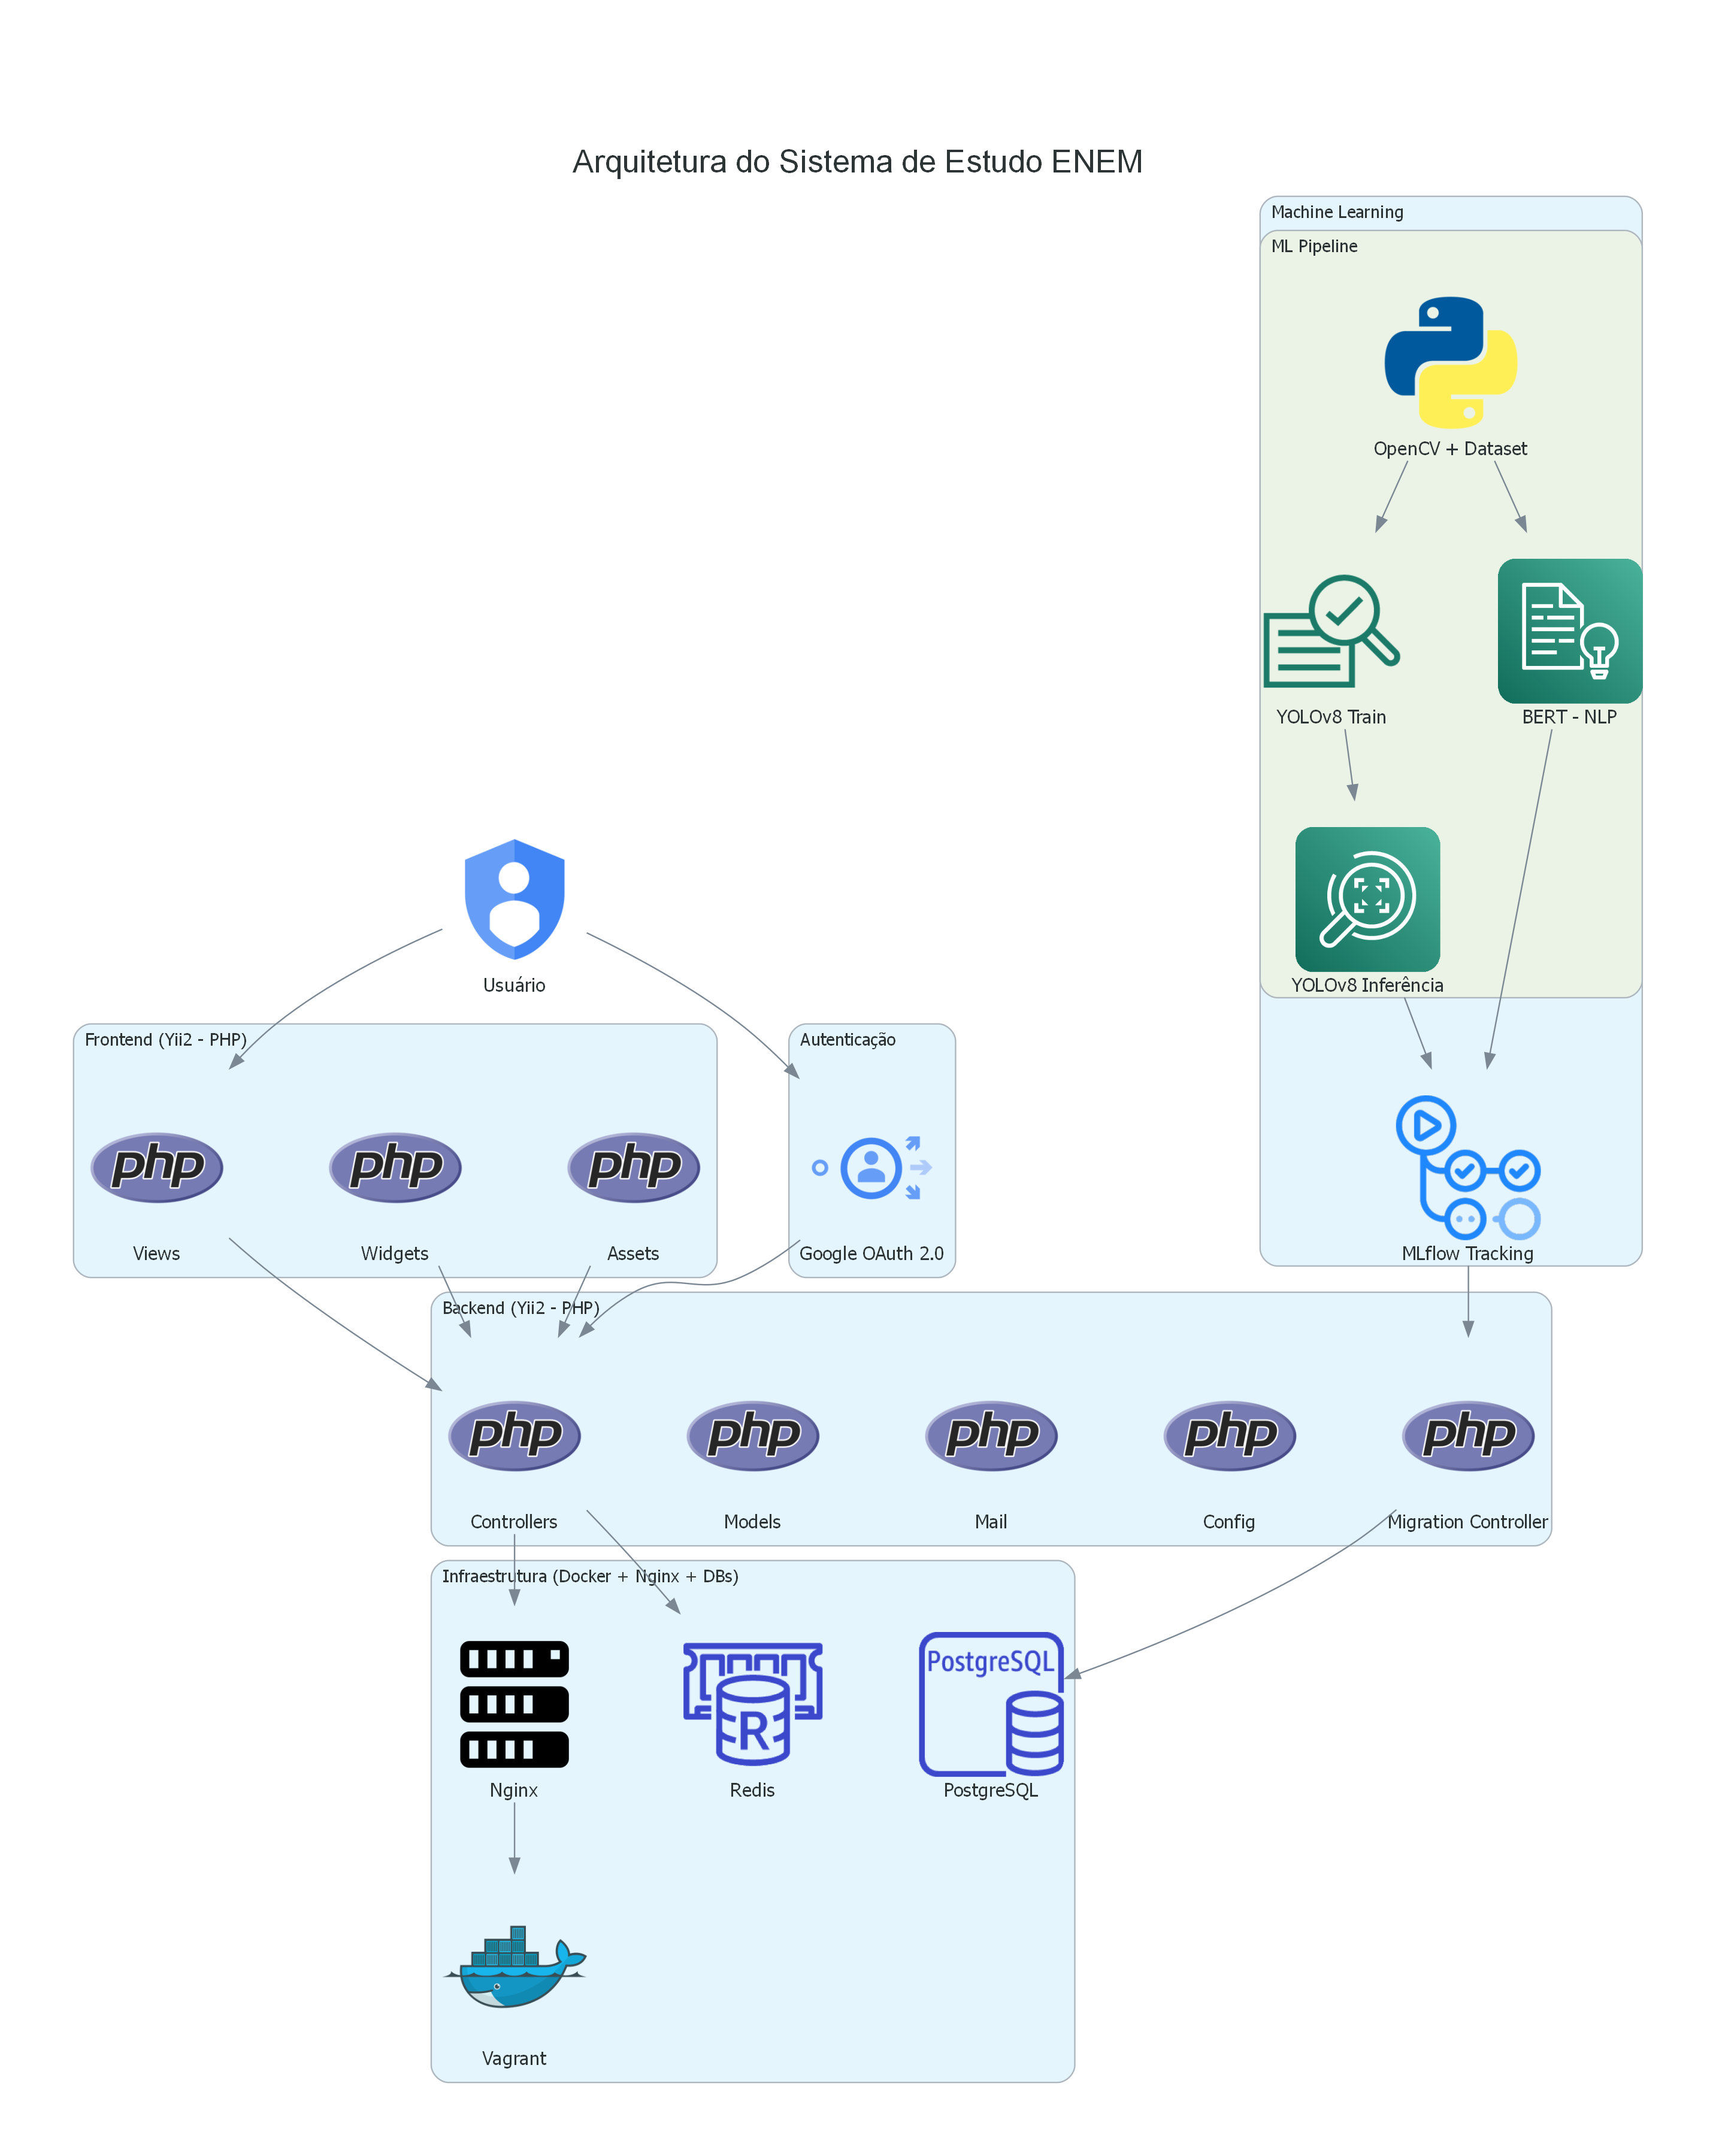 Arquitetura do Sistema de Estudo ENEM
Machine Learning
ML Pipeline
OpenCV + Dataset
YOLOv8 Train
BERT - NLP
YOLOv8 Inferência
Usuário
Frontend (Yii2 - PHP)
Autenticação
php
php
php
Views
Widgets
Assets
Google OAuth 2.0
MLflow Tracking
Backend (Yii2 - PHP)
php
php
php
php
php
Controllers
Models
Mail
Config
Migration Controller
Infraestrutura (Docker + Nginx + DBs)
R
PostgreSQL
Nginx
Redis
PostgreSQL
Vagrant